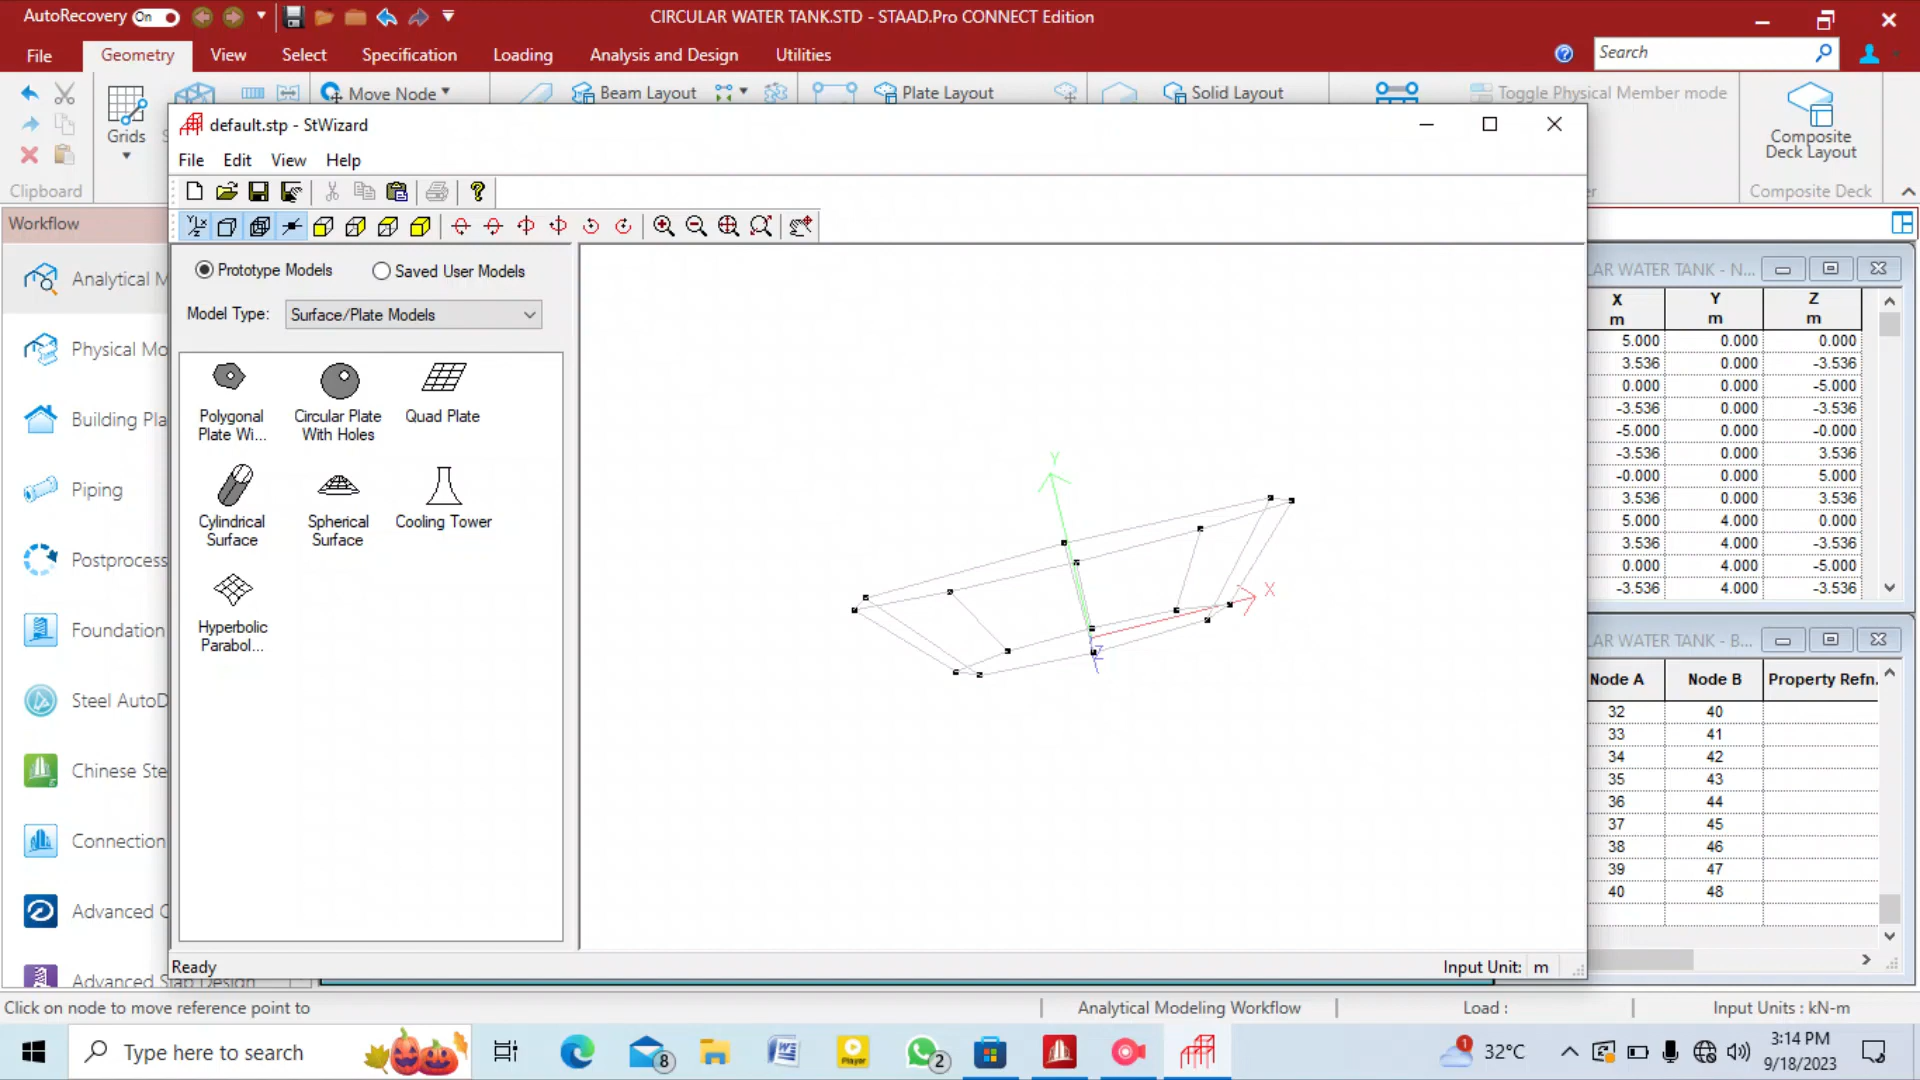 AutoRecovery On
CIRCULAR WATER TANK.STD - STAAD.Pro CONNECT Edition
File Geometry View Select Specification Loading Analysis and Design Utilities
Search
Move Node
Beam Layout
Plate Layout
Solid Layout
Toggle Physical Member mode
Grids
Composite
Deck Layout
Clipboard
Composite Deck
default.stp - StWizard
File Edit View Help
Workflow
Prototype Models Saved User Models
Model Type: Surface/Plate Models
Polygonal
Plate Wi...
Circular Plate
With Holes
Quad Plate
Cylindrical
Surface
Spherical
Surface
Cooling Tower
Hyperbolic
Parabol...
Analytical M
Physical Mo
Building Pla
Piping
Postprocess
Foundation
Steel AutoD
Chinese Ste
Connection
Advanced C
Advanced Slab Design
Y
X
Z
Ready
Input Unit: m
LAR WATER TANK - N...
X Y Z
m m m
5.000 0.000 0.000
3.536 0.000 -3.536
0.000 0.000 -5.000
-3.536 0.000 -3.536
-5.000 0.000 -0.000
-3.536 0.000 3.536
-0.000 0.000 5.000
3.536 0.000 3.536
5.000 4.000 0.000
3.536 4.000 -3.536
0.000 4.000 -5.000
-3.536 4.000 -3.536
LAR WATER TANK - B...
Node A Node B Property Refn.
32 40
33 41
34 42
35 43
36 44
37 45
38 46
39 47
40 48
Click on node to move reference point to
Analytical Modeling Workflow
Load :
Input Units : kN-m
Type here to search
8
Player
2
1
32°C
3:14 PM
9/18/2023